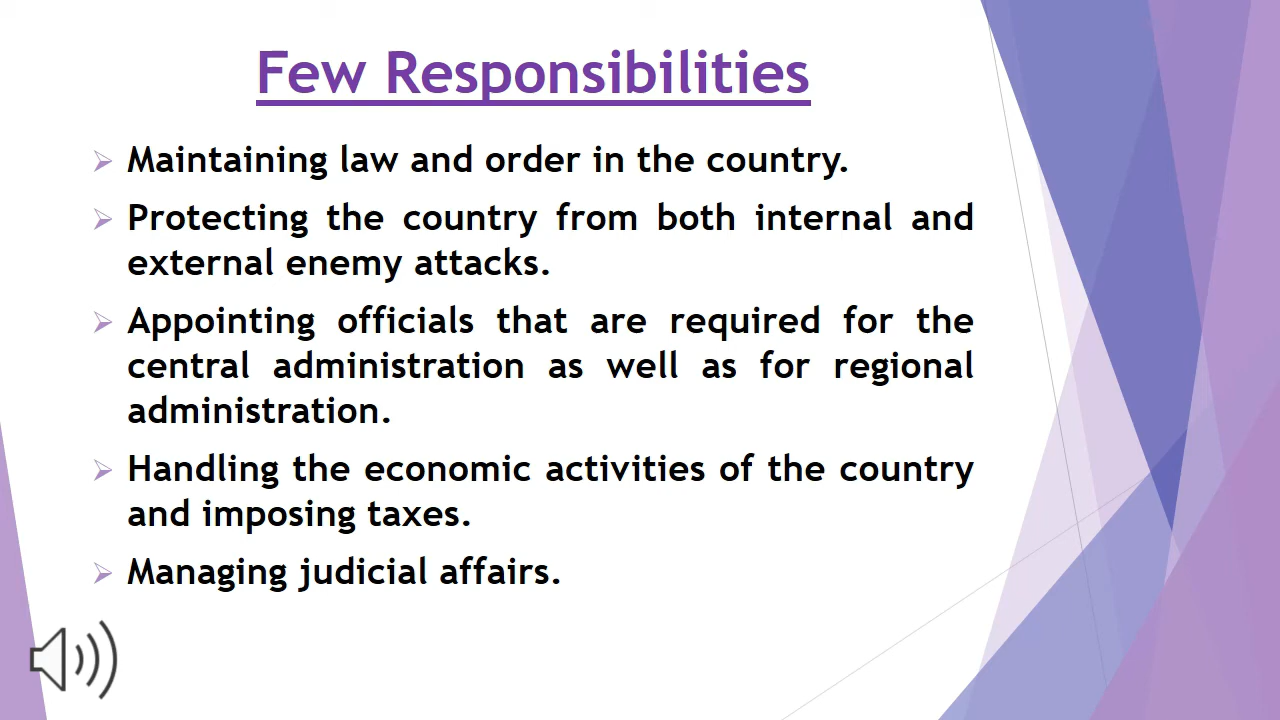 Few Responsibilities
Maintaining law and order in the country.
Protecting the country from both internal and
external enemy attacks.
Appointing officials that are required for the
central administration as well as for regional
administration.
Handling the economic activities of the country
and imposing taxes.
Managing judicial affairs.